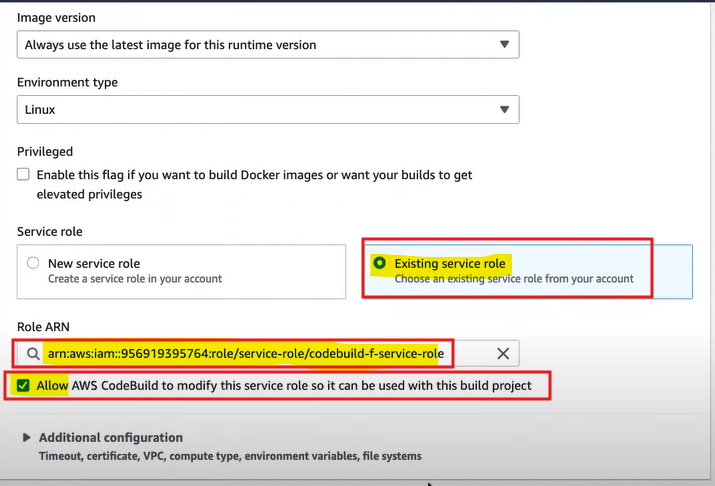 Image version
Always use the latest image for this runtime version
Environment type
Linux
Privileged
Enable this flag if you want to build Docker images or want your builds to get
elevated privileges
Service role
New service role
Create a service role in your account
Existing service role
Choose an existing service role from your account
Role ARN
arn:aws:iam::956919395764:role/service-role/codebuild-f-service-role
Allow AWS CodeBuild to modify this service role so it can be used with this build project
Additional configuration
Timeout, certificate, VPC, compute type, environment variables, file systems